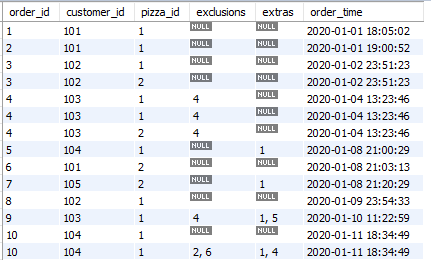 order_id customer_id pizza_id exclusions extras order_time
1 101 1 NULL NULL 2020-01-01 18:05:02
2 101 1 NULL NULL 2020-01-01 19:00:52
3 102 1 NULL NULL 2020-01-02 23:51:23
3 102 2 NULL NULL 2020-01-02 23:51:23
4 103 1 4 NULL 2020-01-04 13:23:46
4 103 1 4 NULL 2020-01-04 13:23:46
4 103 2 4 NULL 2020-01-04 13:23:46
5 104 1 NULL 1 2020-01-08 21:00:29
6 101 2 NULL NULL 2020-01-08 21:03:13
7 105 2 NULL 1 2020-01-08 21:20:29
8 102 1 NULL NULL 2020-01-09 23:54:33
9 103 1 4 1, 5 2020-01-10 11:22:59
10 104 1 NULL NULL 2020-01-11 18:34:49
10 104 1 2, 6 1, 4 2020-01-11 18:34:49